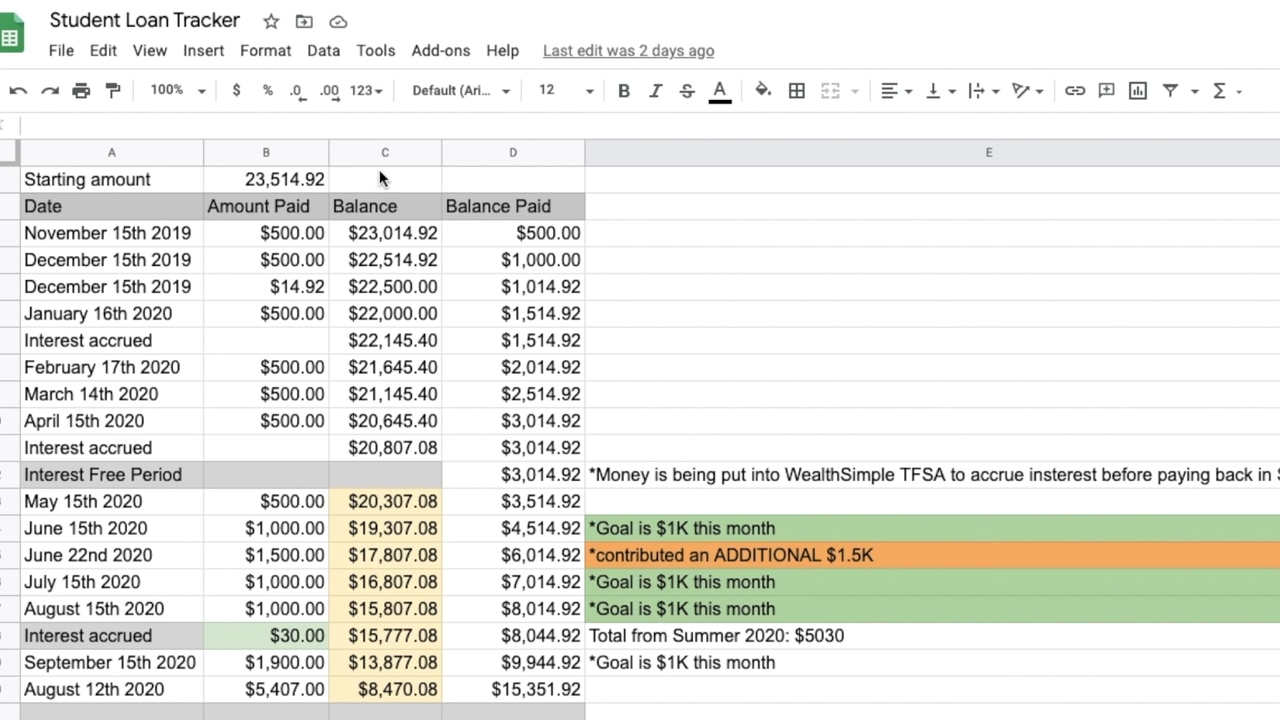 Student Loan Tracker
File Edit View Insert Format Data Tools Add-ons Help Last edit was 2 days ago
100% $ % .0 .00 123 Default (Ari... 12 B I S A Σ
A B C D E
Starting amount 23,514.92
Date Amount Paid Balance Balance Paid
November 15th 2019 $500.00 $23,014.92 $500.00
December 15th 2019 $500.00 $22,514.92 $1,000.00
December 15th 2019 $14.92 $22,500.00 $1,014.92
January 16th 2020 $500.00 $22,000.00 $1,514.92
Interest accrued $22,145.40 $1,514.92
February 17th 2020 $500.00 $21,645.40 $2,014.92
March 14th 2020 $500.00 $21,145.40 $2,514.92
April 15th 2020 $500.00 $20,645.40 $3,014.92
Interest accrued $20,807.08 $3,014.92
Interest Free Period $3,014.92 *Money is being put into WealthSimple TFSA to accrue insterest before paying back in
May 15th 2020 $500.00 $20,307.08 $3,514.92
June 15th 2020 $1,000.00 $19,307.08 $4,514.92 *Goal is $1K this month
June 22nd 2020 $1,500.00 $17,807.08 $6,014.92 *contributed an ADDITIONAL $1.5K
July 15th 2020 $1,000.00 $16,807.08 $7,014.92 *Goal is $1K this month
August 15th 2020 $1,000.00 $15,807.08 $8,014.92 *Goal is $1K this month
Interest accrued $30.00 $15,777.08 $8,044.92 Total from Summer 2020: $5030
September 15th 2020 $1,900.00 $13,877.08 $9,944.92 *Goal is $1K this month
August 12th 2020 $5,407.00 $8,470.08 $15,351.92